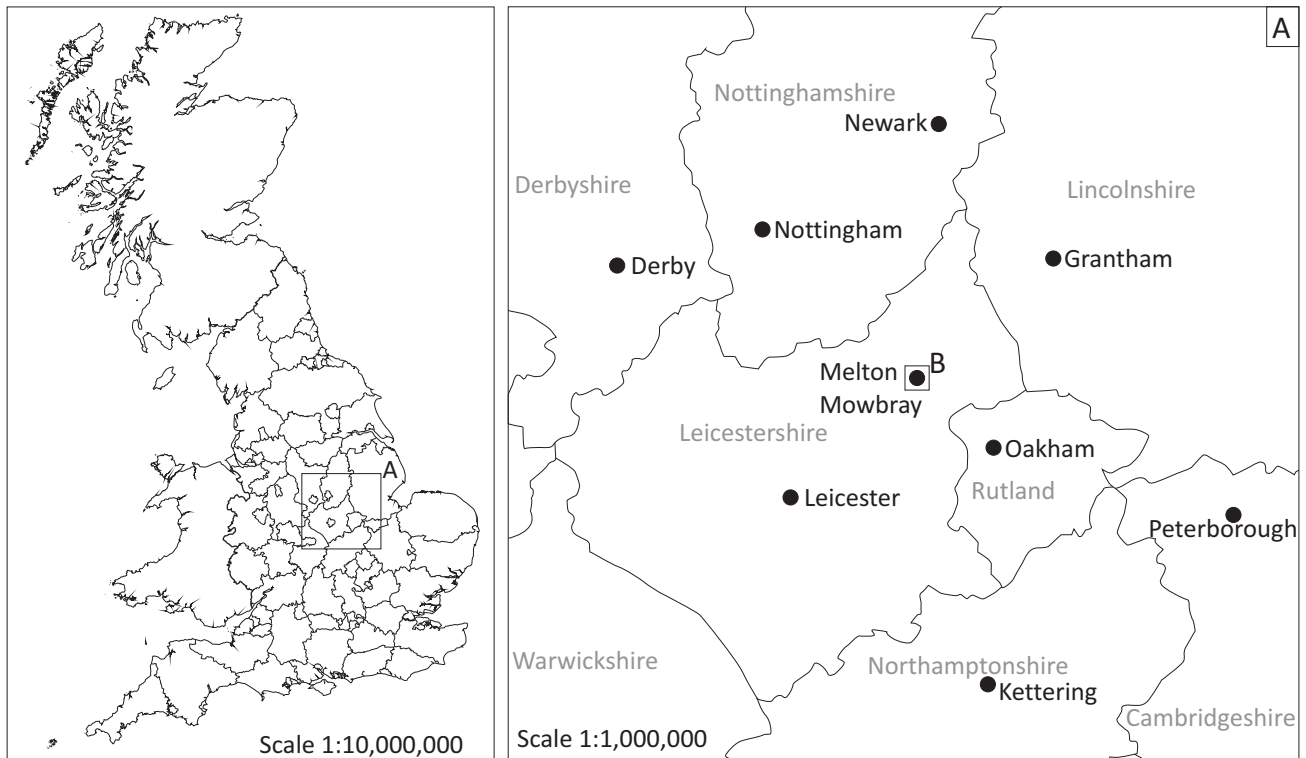 A
Scale 1:10,000,000
A
Nottinghamshire
Newark
Derbyshire
Lincolnshire
Nottingham
Derby
Grantham
B
Melton
Mowbray
Leicestershire
Oakham
Rutland
Leicester
Peterborough
Warwickshire
Northamptonshire
Kettering
Cambridgeshire
Scale 1:1,000,000